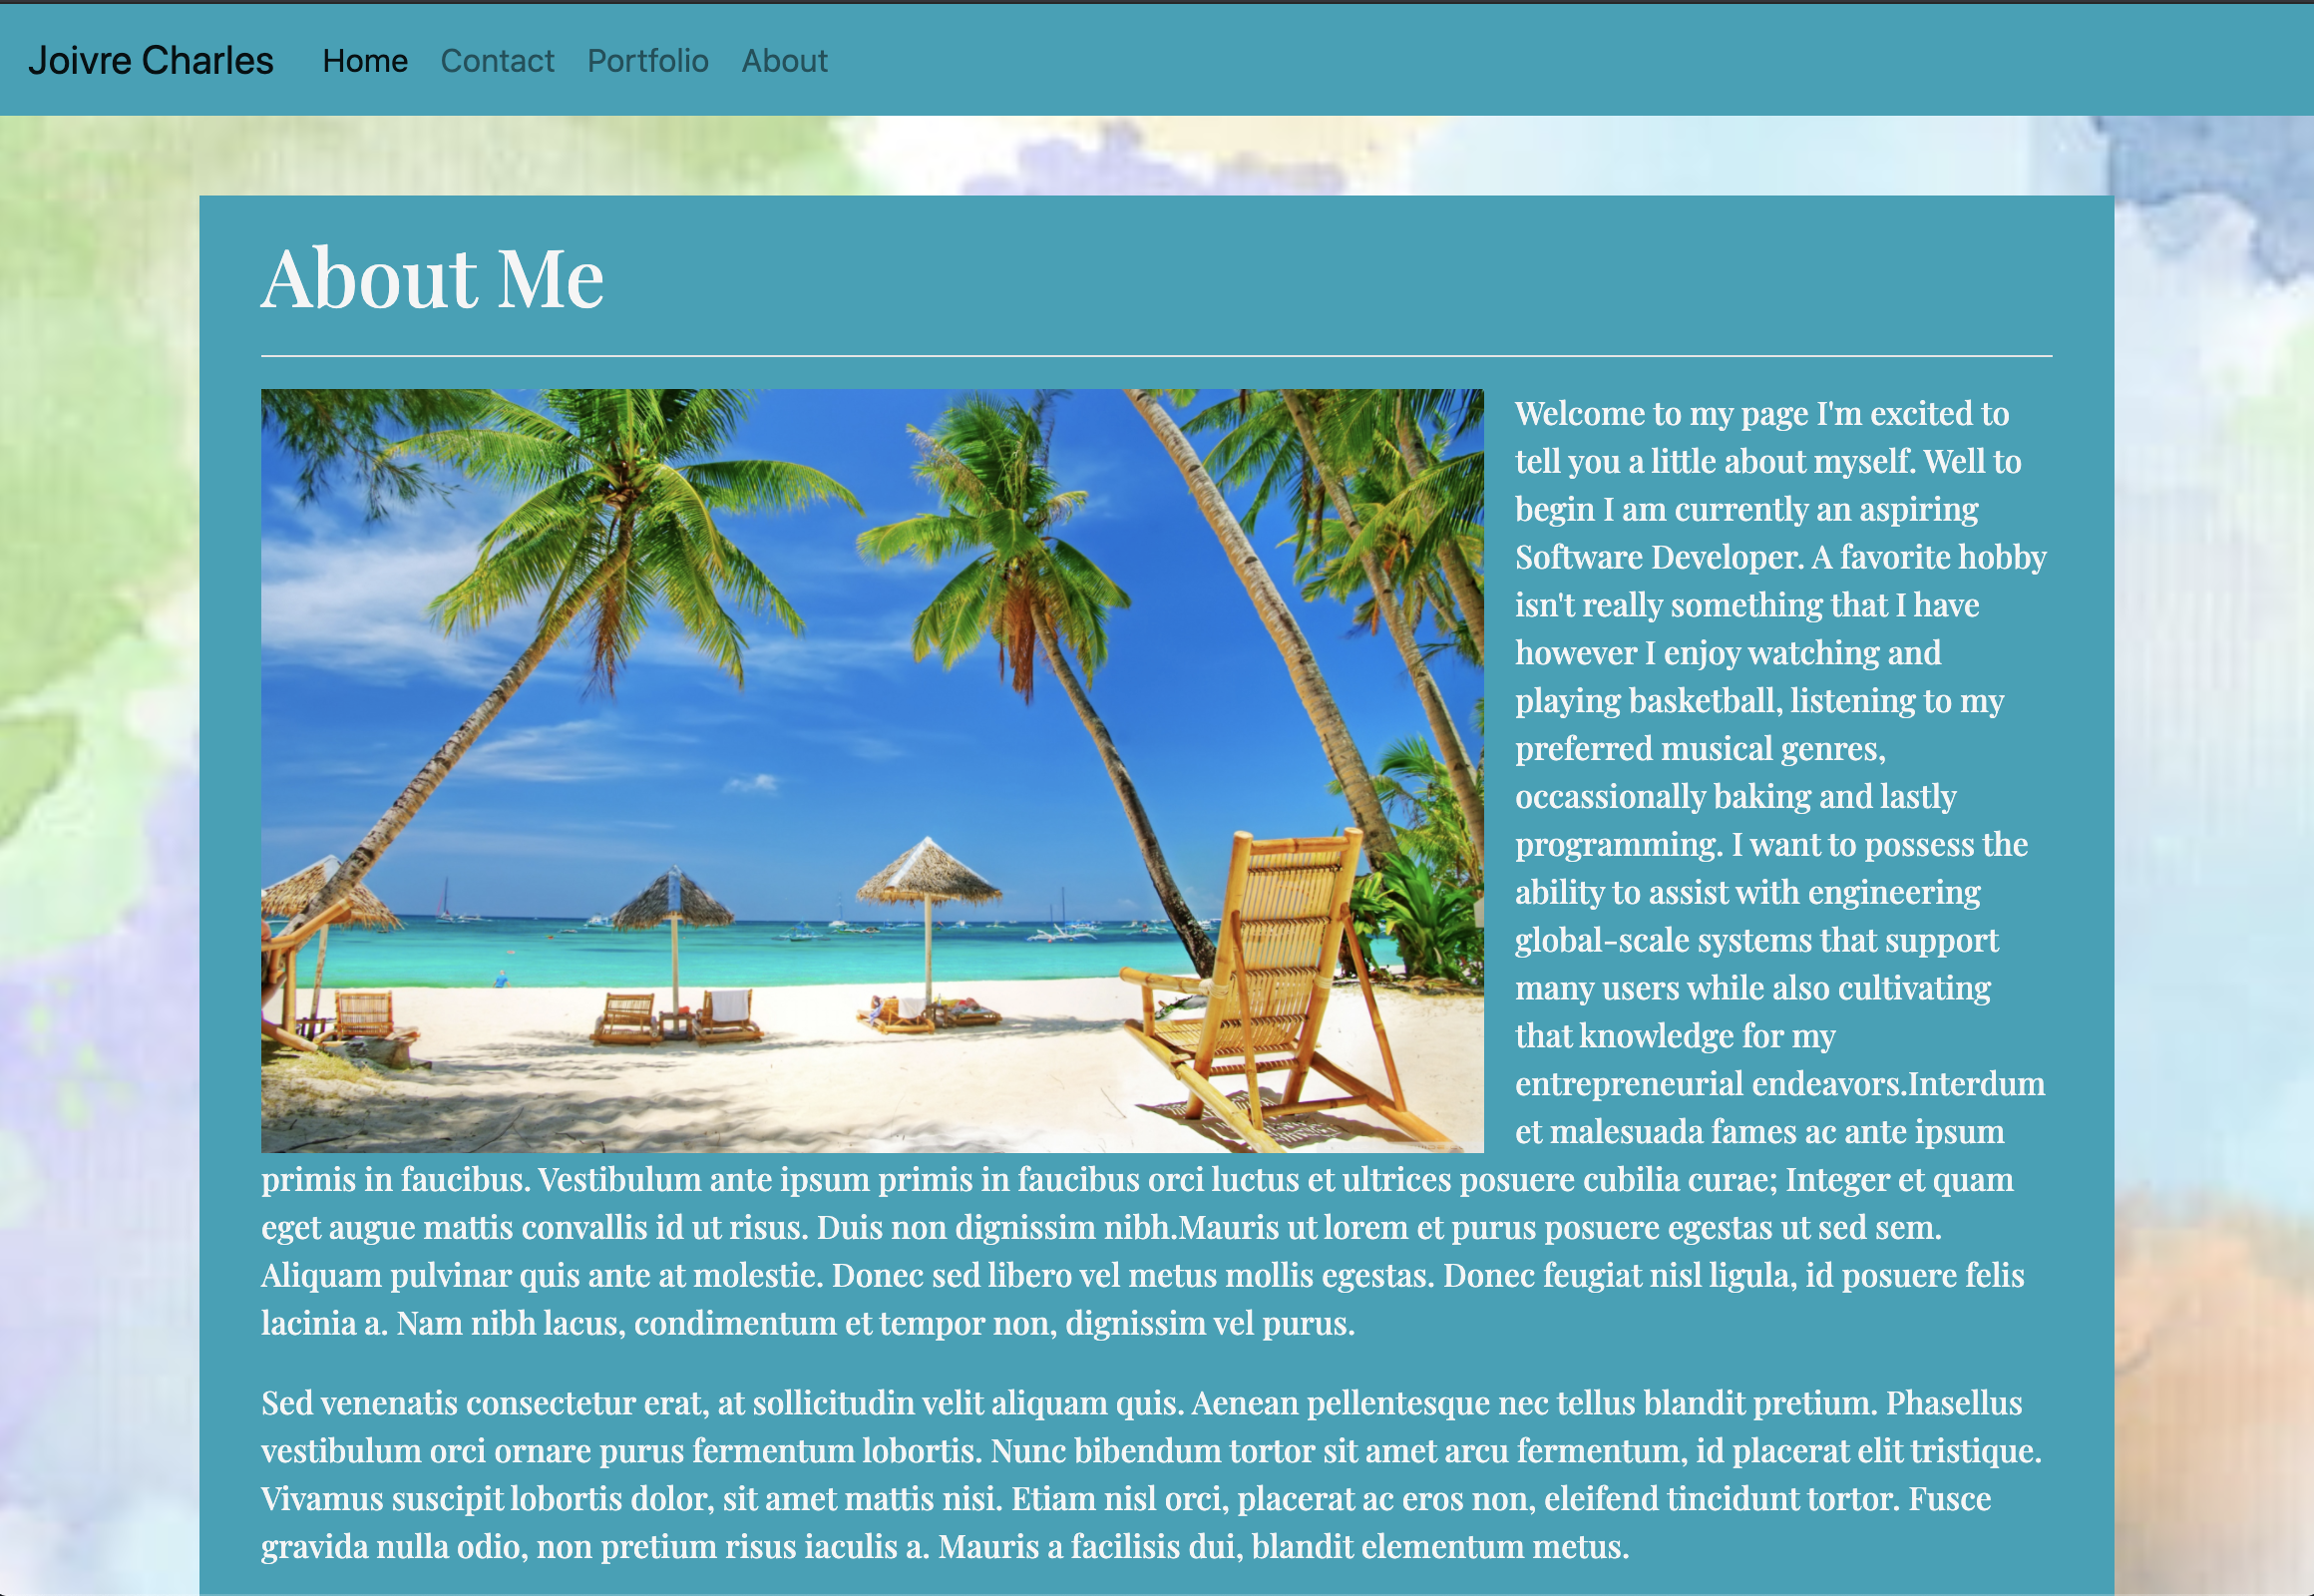 Joivre Charles Home Contact Portfolio About
About Me
Welcome to my page I'm excited to
tell you a little about myself. Well to
begin I am currently an aspiring
Software Developer. A favorite hobby
isn't really something that I have
however I enjoy watching and
playing basketball, listening to my
preferred musical genres,
occassionally baking and lastly
programming. I want to possess the
ability to assist with engineering
global-scale systems that support
many users while also cultivating
that knowledge for my
entrepreneurial endeavors.Interdum
et malesuada fames ac ante ipsum
primis in faucibus. Vestibulum ante ipsum primis in faucibus orci luctus et ultrices posuere cubilia curae; Integer et quam
eget augue mattis convallis id ut risus. Duis non dignissim nibh.Mauris ut lorem et purus posuere egestas ut sed sem.
Aliquam pulvinar quis ante at molestie. Donec sed libero vel metus mollis egestas. Donec feugiat nisl ligula, id posuere felis
lacinia a. Nam nibh lacus, condimentum et tempor non, dignissim vel purus.
Sed venenatis consectetur erat, at sollicitudin velit aliquam quis. Aenean pellentesque nec tellus blandit pretium. Phasellus
vestibulum orci ornare purus fermentum lobortis. Nunc bibendum tortor sit amet arcu fermentum, id placerat elit tristique.
Vivamus suscipit lobortis dolor, sit amet mattis nisi. Etiam nisl orci, placerat ac eros non, eleifend tincidunt tortor. Fusce
gravida nulla odio, non pretium risus iaculis a. Mauris a facilisis dui, blandit elementum metus.